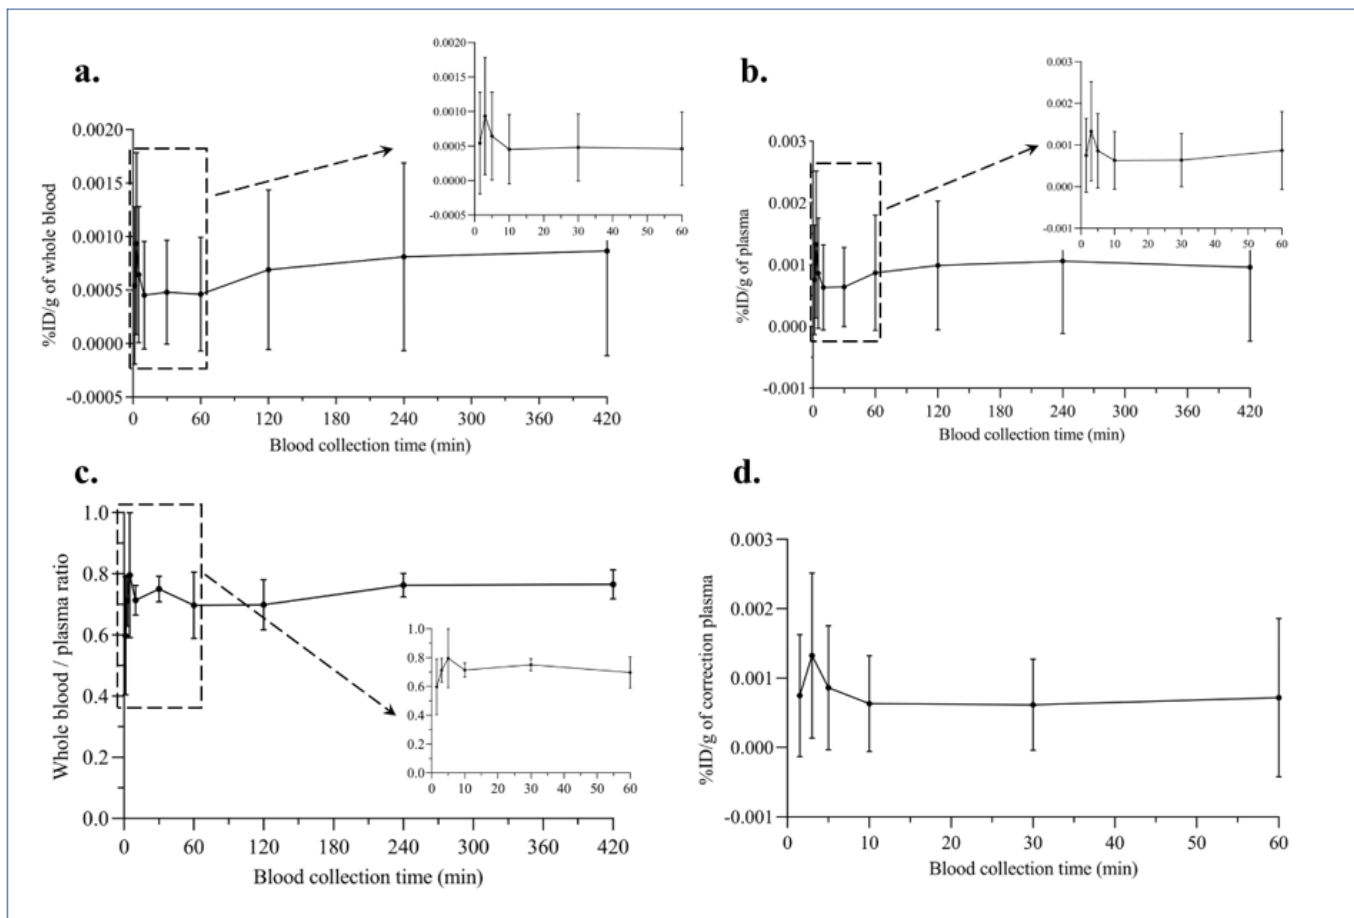 a.
%ID/g of whole blood
0.0020
0.0015
0.0010
0.0005
0.0000
-0.0005
0 60 120 180 240 300 360 420
Blood collection time (min)
0.0020
0.0015
0.0010
0.0005
0.0000
-0.0005
0 10 20 30 40 50 60
b.
%ID/g of plasma
0.003
0.002
0.001
0.000
-0.001
0 60 120 180 240 300 360 420
Blood collection time (min)
0.003
0.002
0.001
0.000
-0.001
0 10 20 30 40 50 60
c.
Whole blood / plasma ratio
1.0
0.8
0.6
0.4
0.2
0.0
0 60 120 180 240 300 360 420
Blood collection time (min)
1.0
0.8
0.6
0.4
0.2
0.0
0 10 20 30 40 50 60
d.
%ID/g of correction plasma
0.003
0.002
0.001
0.000
-0.001
0 10 20 30 40 50 60
Blood collection time (min)